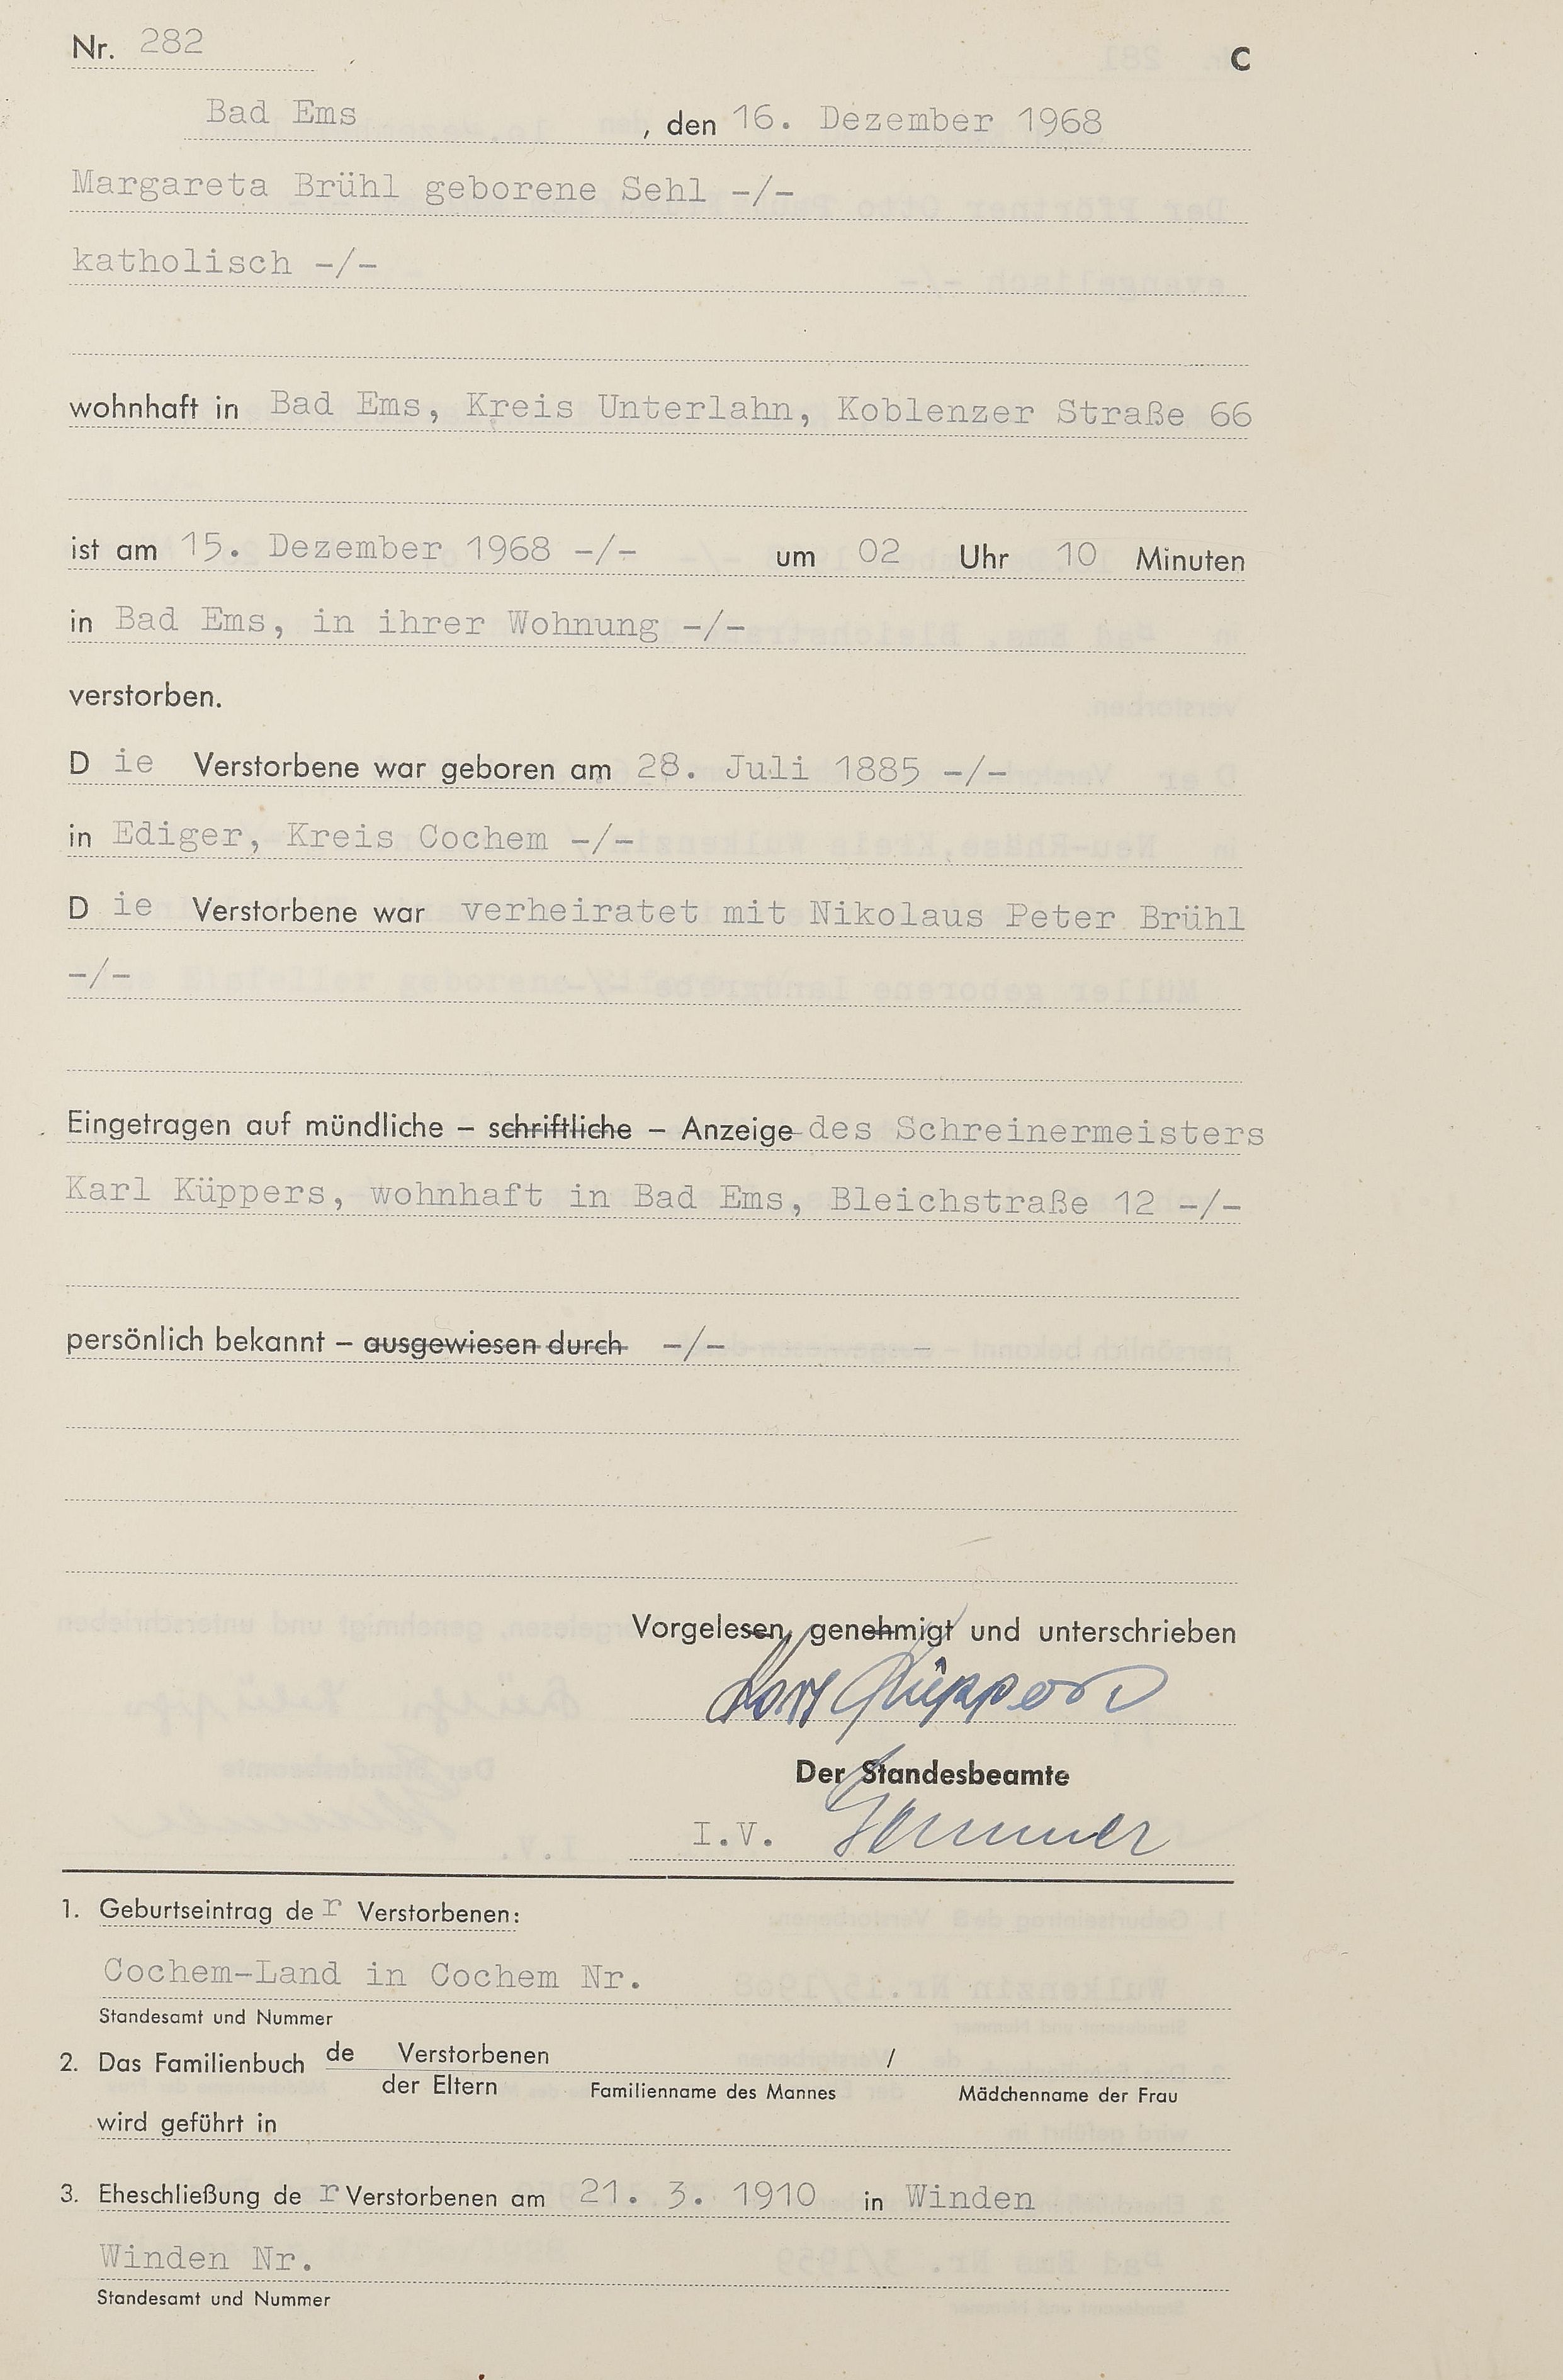 Nr. 282 C
Bad Ems , den 16. Dezember 1968
Margareta Brühl geborene Sehl -/-
katholisch -/-
wohnhaft in Bad Ems, Kreis Unterlahn, Koblenzer Straße 66
ist am 15. Dezember 1968 -/- um 02 Uhr 10 Minuten
in Bad Ems, in ihrer Wohnung -/-
verstorben.
D ie Verstorbene war geboren am 28. Juli 1885 -/-
in Ediger, Kreis Cochem -/-
D ie Verstorbene war verheiratet mit Nikolaus Peter Brühl
-/-
Eingetragen auf mündliche – schriftliche – Anzeige des Schreinermeisters
Karl Küppers, wohnhaft in Bad Ems, Bleichstraße 12 -/-
persönlich bekannt – ausgewiesen durch -/-
Vorgelesen, genehmigt und unterschrieben
Karl Küppers
Der Standesbeamte
I.V.
1. Geburtseintrag de r Verstorbenen:
Cochem-Land in Cochem Nr.
Standesamt und Nummer
2. Das Familienbuch de Verstorbenen /
der Eltern Familienname des Mannes Mädchenname der Frau
wird geführt in
3. Eheschließung de r Verstorbenen am 21. 3. 1910 in Winden
Winden Nr.
Standesamt und Nummer